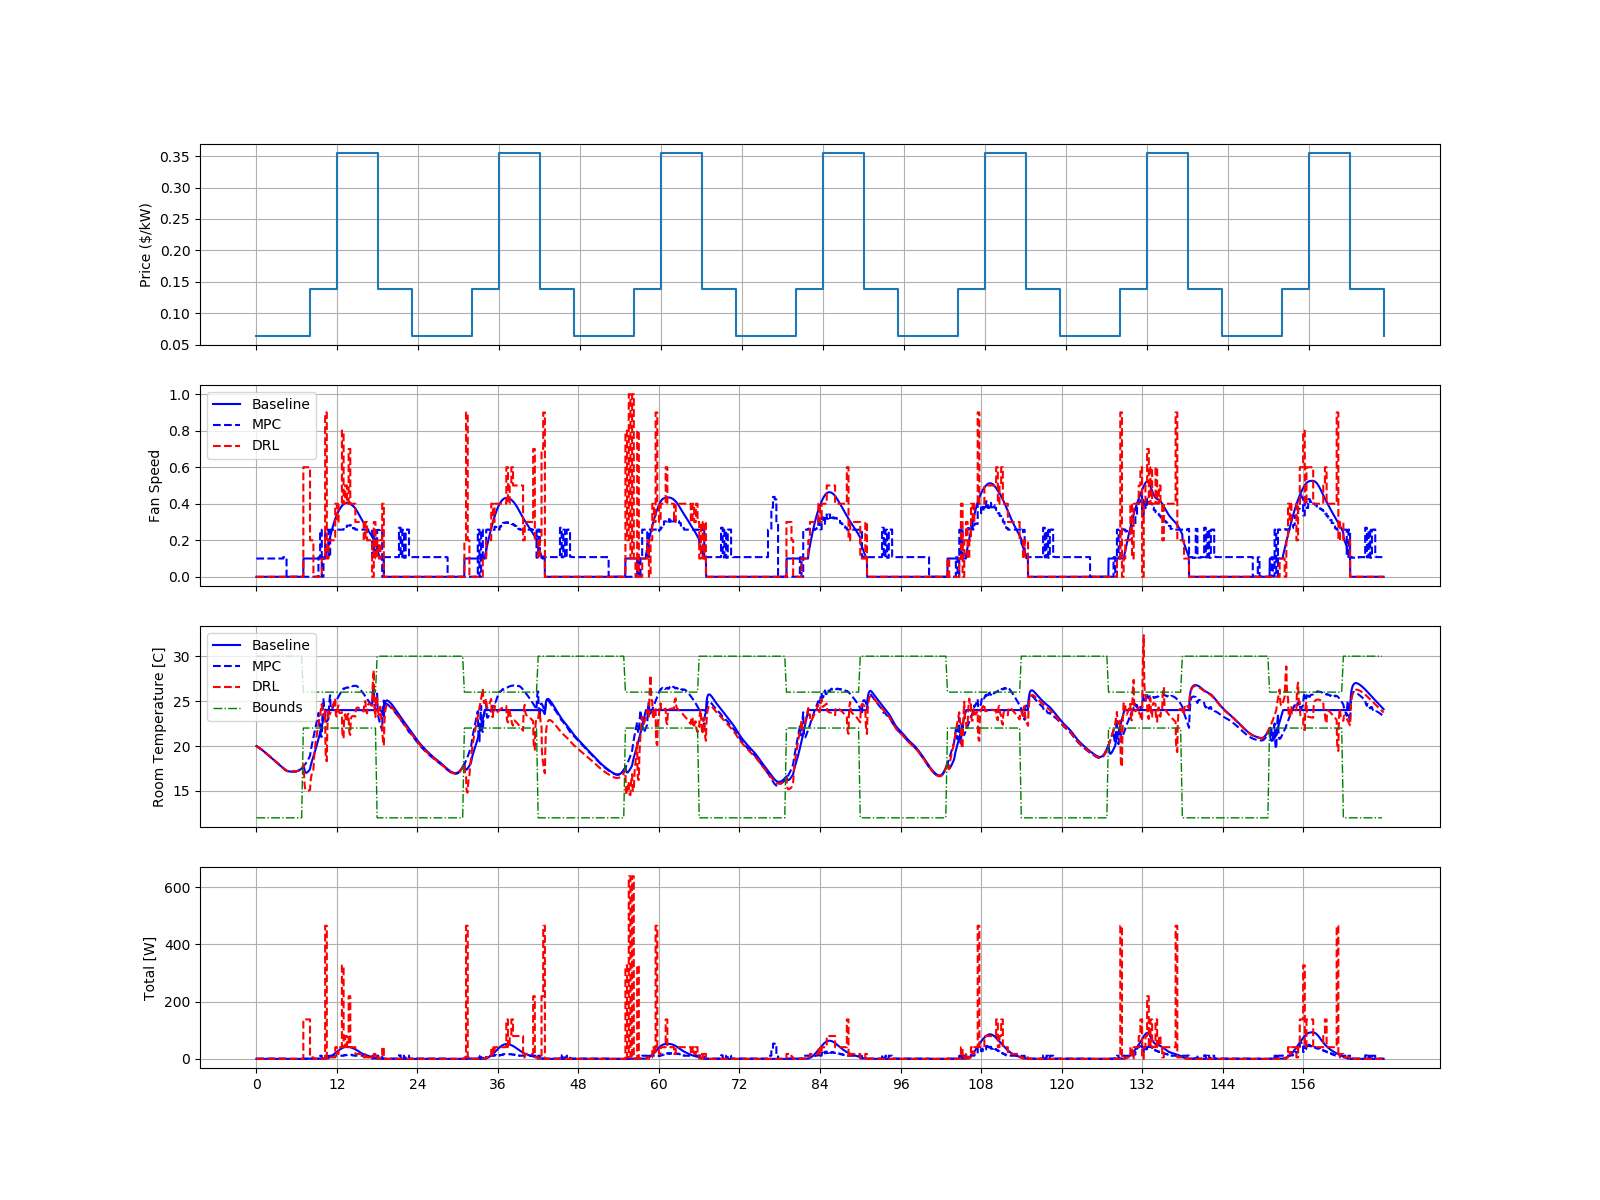 Price ($/kW)
0.35
0.30
0.25
0.20
0.15
0.10
0.05
Fan Speed
1.0
0.8
0.6
0.4
0.2
0.0
Baseline
MPC
DRL
Room Temperature [C]
30
25
20
15
Baseline
MPC
DRL
Bounds
Total [W]
600
400
200
0
0 12 24 36 48 60 72 84 96 108 120 132 144 156